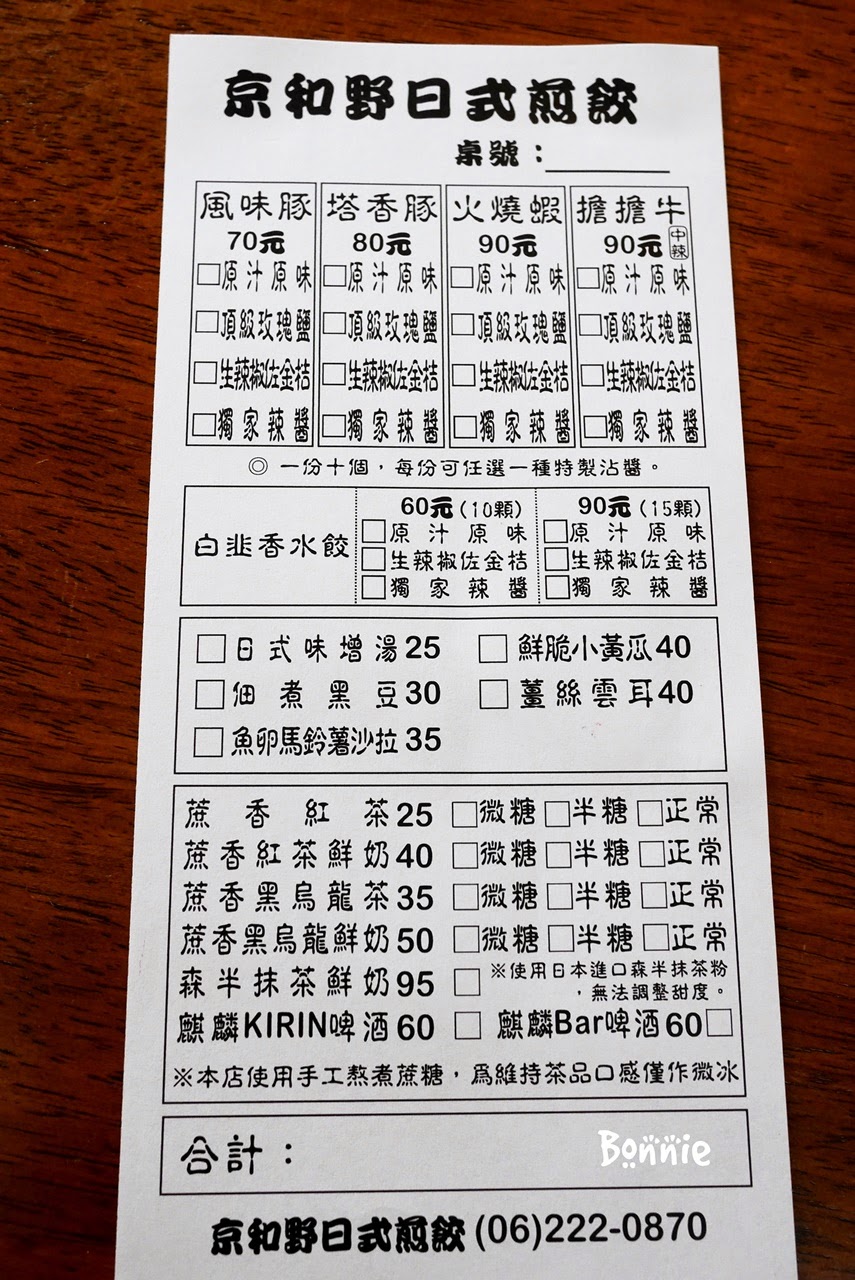 京和野日式煎餃
桌號：
風味豚 塔香豚 火燒蝦 擔擔牛
70元 80元 90元 90元 中辣
□原汁原味 □原汁原味 □原汁原味 □原汁原味
□頂級玫瑰鹽 □頂級玫瑰鹽 □頂級玫瑰鹽 □頂級玫瑰鹽
□生辣椒佐金桔 □生辣椒佐金桔 □生辣椒佐金桔 □生辣椒佐金桔
□獨家辣醬 □獨家辣醬 □獨家辣醬 □獨家辣醬
◎ 一份十個，每份可任選一種特製沾醬。
白韭香水餃
60元(10顆) 90元(15顆)
□原汁原味 □原汁原味
□生辣椒佐金桔 □生辣椒佐金桔
□獨家辣醬 □獨家辣醬
□日式味增湯25 □鮮脆小黃瓜40
□佃煮黑豆30 □薑絲雲耳40
□魚卵馬鈴薯沙拉35
蔗香紅茶25 □微糖□半糖□正常
蔗香紅茶鮮奶40 □微糖□半糖□正常
蔗香黑烏龍茶35 □微糖□半糖□正常
蔗香黑烏龍鮮奶50 □微糖□半糖□正常
森半抹茶鮮奶95 □ ※使用日本進口森半抹茶粉
，無法調整甜度。
麒麟KIRIN啤酒60 □ 麒麟Bar啤酒60□
※本店使用手工熬煮蔗糖，為維持茶品口感僅作微冰
合計：
Bonnie
京和野日式煎餃(06)222-0870